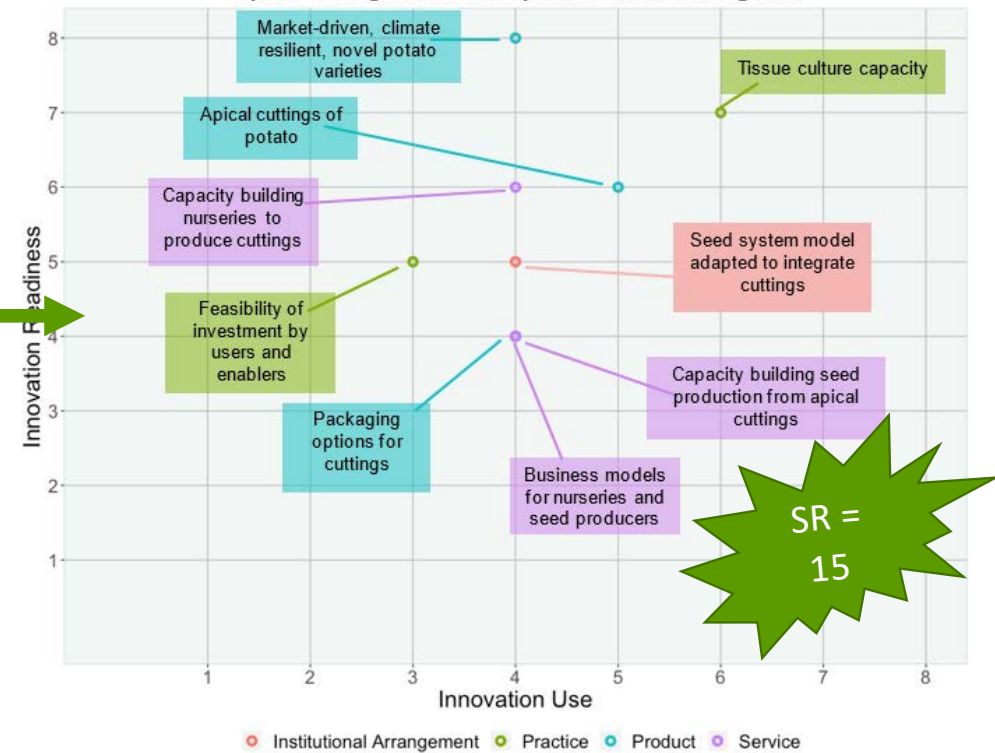 8
7
6
5
4
3
2
1
Innovation Readiness
Market-driven, climate
resilient, novel potato
varieties
Tissue culture capacity
Apical cuttings of
potato
Capacity building
nurseries to
produce cuttings
Seed system model
adapted to integrate
cuttings
Feasibility of
investment by
users and
enablers
Capacity building seed
production from apical
cuttings
Packaging
options for
cuttings
Business models
for nurseries and
seed producers
SR =
15
1 2 3 4 5 6 7 8
Innovation Use
Institutional Arrangement Practice Product Service